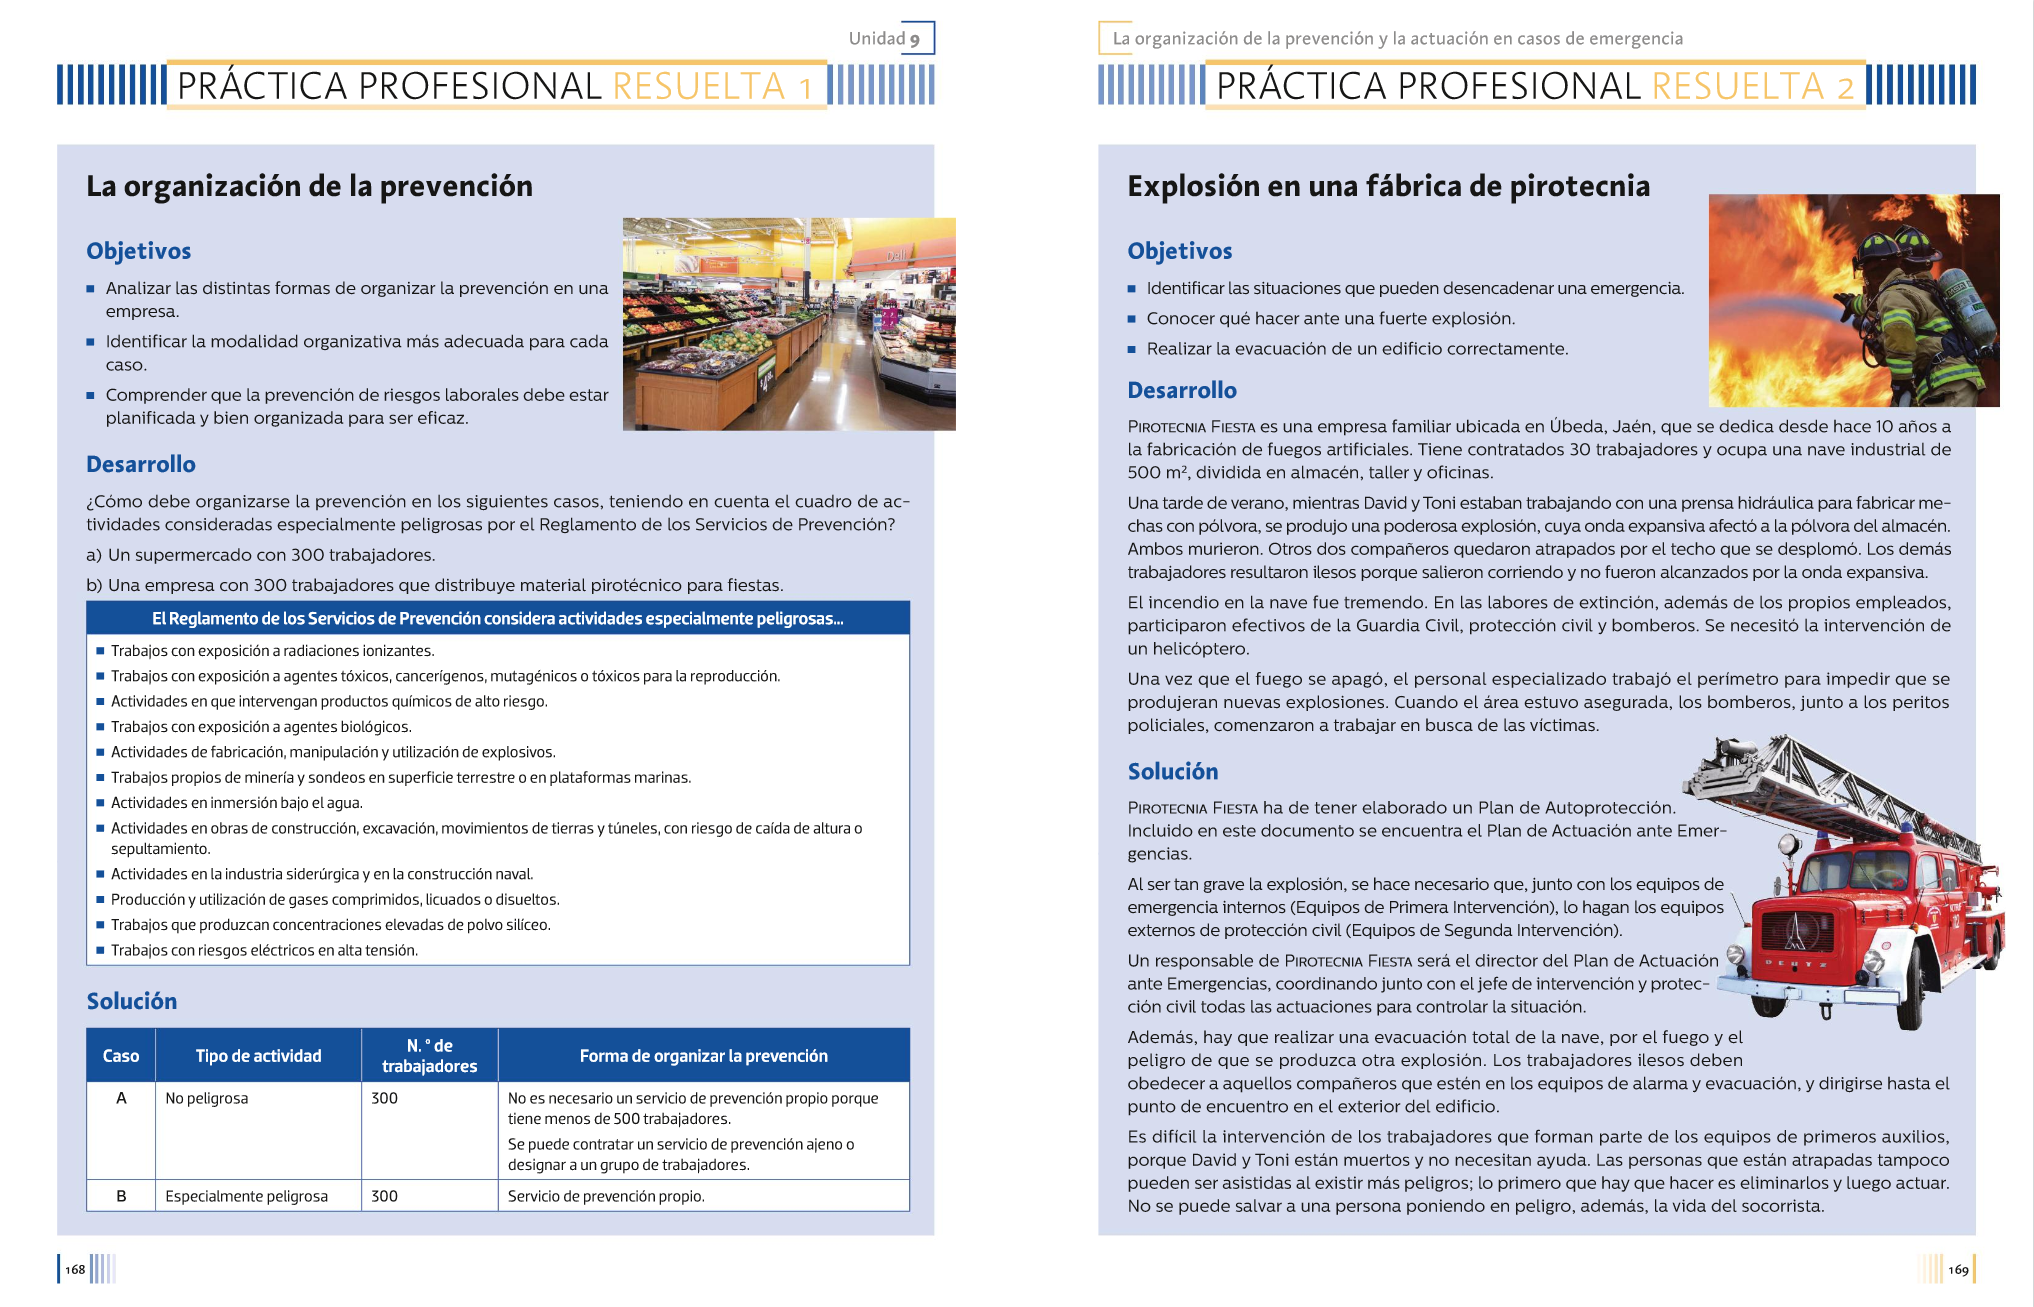 Unidad 9
PRÁCTICA PROFESIONAL RESUELTA 1
La organización de la prevención
Objetivos
Analizar las distintas formas de organizar la prevención en una
empresa.
Identificar la modalidad organizativa más adecuada para cada
caso.
Comprender que la prevención de riesgos laborales debe estar
planificada y bien organizada para ser eficaz.
Deli
Desarrollo
¿Cómo debe organizarse la prevención en los siguientes casos, teniendo en cuenta el cuadro de ac-
tividades consideradas especialmente peligrosas por el Reglamento de los Servicios de Prevención?
a) Un supermercado con 300 trabajadores.
b) Una empresa con 300 trabajadores que distribuye material pirotécnico para fiestas.
El Reglamento de los Servicios de Prevención considera actividades especialmente peligrosas...
Trabajos con exposición a radiaciones ionizantes.
Trabajos con exposición a agentes tóxicos, cancerígenos, mutagénicos o tóxicos para la reproducción.
Actividades en que intervengan productos químicos de alto riesgo.
Trabajos con exposición a agentes biológicos.
Actividades de fabricación, manipulación y utilización de explosivos.
Trabajos propios de minería y sondeos en superficie terrestre o en plataformas marinas.
Actividades en inmersión bajo el agua.
Actividades en obras de construcción, excavación, movimientos de tierras y túneles, con riesgo de caída de altura o
sepultamiento.
Actividades en la industria siderúrgica y en la construcción naval.
Producción y utilización de gases comprimidos, licuados o disueltos.
Trabajos que produzcan concentraciones elevadas de polvo silíceo.
Trabajos con riesgos eléctricos en alta tensión.
Solución
Caso Tipo de actividad N. º de trabajadores Forma de organizar la prevención
A No peligrosa 300 No es necesario un servicio de prevención propio porque
tiene menos de 500 trabajadores.
Se puede contratar un servicio de prevención ajeno o
designar a un grupo de trabajadores.
B Especialmente peligrosa 300 Servicio de prevención propio.
168
La organización de la prevención y la actuación en casos de emergencia
PRÁCTICA PROFESIONAL RESUELTA 2
Explosión en una fábrica de pirotecnia
Objetivos
Identificar las situaciones que pueden desencadenar una emergencia.
Conocer qué hacer ante una fuerte explosión.
Realizar la evacuación de un edificio correctamente.
Desarrollo
PIROTECNIA FIESTA es una empresa familiar ubicada en Úbeda, Jaén, que se dedica desde hace 10 años a
la fabricación de fuegos artificiales. Tiene contratados 30 trabajadores y ocupa una nave industrial de
500 m², dividida en almacén, taller y oficinas.
Una tarde de verano, mientras David y Toni estaban trabajando con una prensa hidráulica para fabricar me-
chas con pólvora, se produjo una poderosa explosión, cuya onda expansiva afectó a la pólvora del almacén.
Ambos murieron. Otros dos compañeros quedaron atrapados por el techo que se desplomó. Los demás
trabajadores resultaron ilesos porque salieron corriendo y no fueron alcanzados por la onda expansiva.
El incendio en la nave fue tremendo. En las labores de extinción, además de los propios empleados,
participaron efectivos de la Guardia Civil, protección civil y bomberos. Se necesitó la intervención de
un helicóptero.
Una vez que el fuego se apagó, el personal especializado trabajó el perímetro para impedir que se
produjeran nuevas explosiones. Cuando el área estuvo asegurada, los bomberos, junto a los peritos
policiales, comenzaron a trabajar en busca de las víctimas.
Solución
PIROTECNIA FIESTA ha de tener elaborado un Plan de Autoprotección.
Incluido en este documento se encuentra el Plan de Actuación ante Emer-
gencias.
Al ser tan grave la explosión, se hace necesario que, junto con los equipos de
emergencia internos (Equipos de Primera Intervención), lo hagan los equipos
externos de protección civil (Equipos de Segunda Intervención).
Un responsable de PIROTECNIA FIESTA será el director del Plan de Actuación
ante Emergencias, coordinando junto con el jefe de intervención y protec-
ción civil todas las actuaciones para controlar la situación.
DEUTZ
Además, hay que realizar una evacuación total de la nave, por el fuego y el
peligro de que se produzca otra explosión. Los trabajadores ilesos deben
obedecer a aquellos compañeros que estén en los equipos de alarma y evacuación, y dirigirse hasta el
punto de encuentro en el exterior del edificio.
Es difícil la intervención de los trabajadores que forman parte de los equipos de primeros auxilios,
porque David y Toni están muertos y no necesitan ayuda. Las personas que están atrapadas tampoco
pueden ser asistidas al existir más peligros; lo primero que hay que hacer es eliminarlos y luego actuar.
No se puede salvar a una persona poniendo en peligro, además, la vida del socorrista.
169